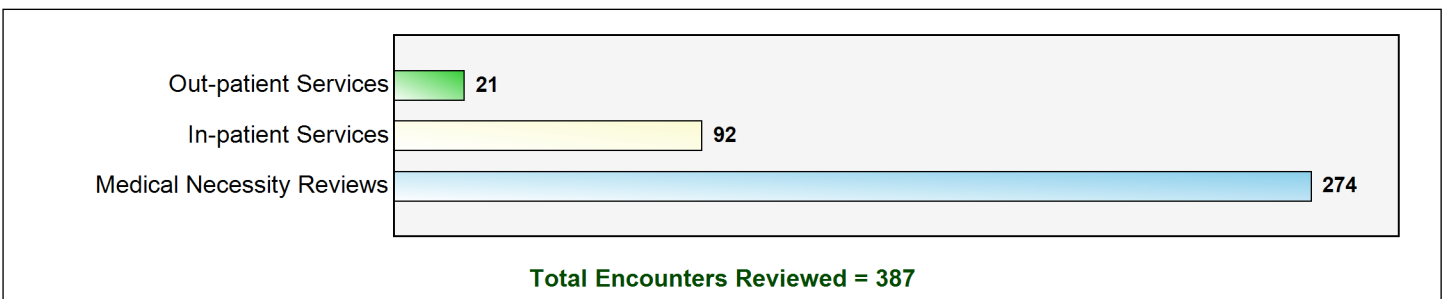 Out-patient Services 21
In-patient Services 92
Medical Necessity Reviews 274
Total Encounters Reviewed = 387